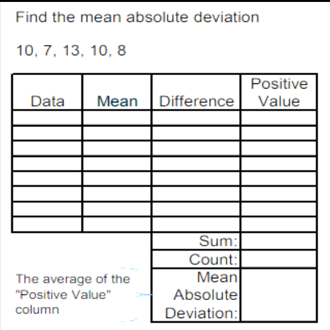 Find the mean absolute deviation
10, 7, 13, 10, 8
Data Mean Difference Positive Value
Sum:
Count:
Mean Absolute Deviation:
The average of the
"Positive Value"
column